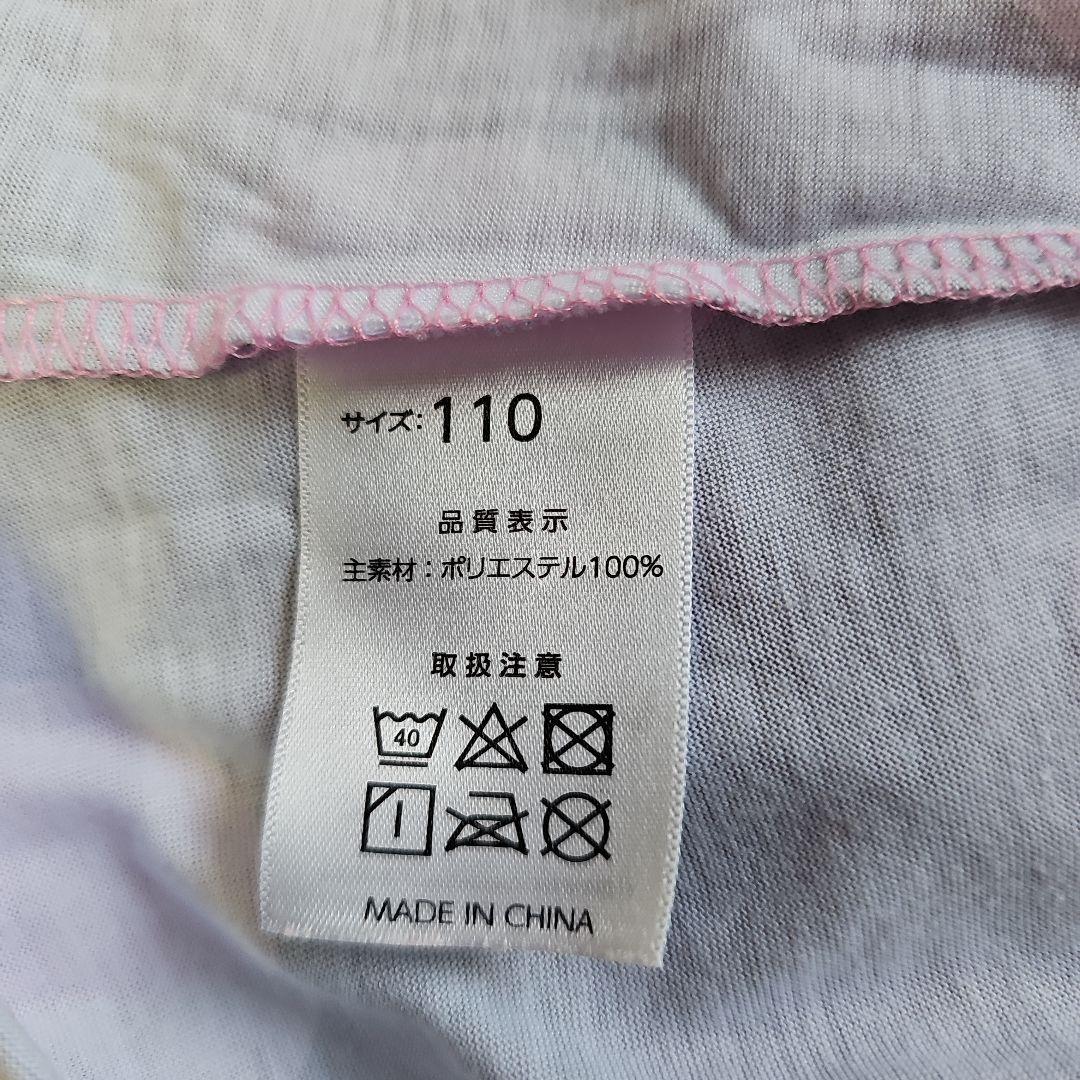 サイズ: 110
品質表示
主素材：ポリエステル100%
取扱注意
40
MADE IN CHINA